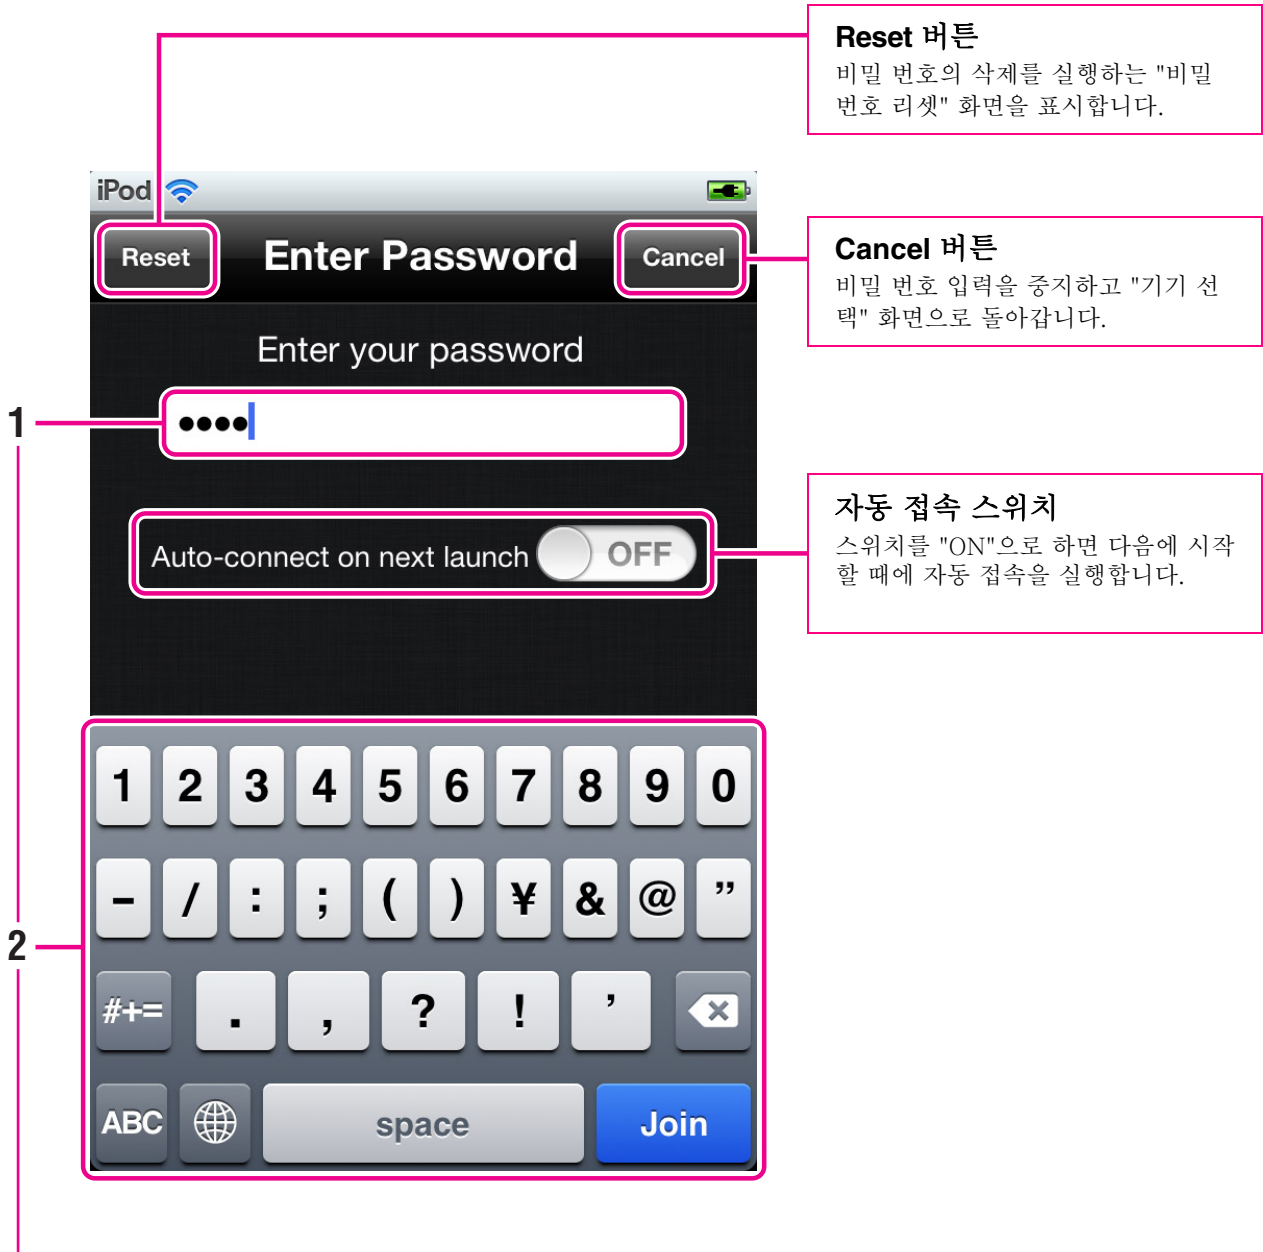 Reset 버튼
비밀 번호의 삭제를 실행하는 "비밀
번호 리셋" 화면을 표시합니다.
iPod
Reset
Enter Password
Cancel
Cancel 버튼
비밀 번호 입력을 중지하고 "기기 선
택" 화면으로 돌아갑니다.
Enter your password
1
••••
자동 접속 스위치
스위치를 "ON"으로 하면 다음에 시작
할 때에 자동 접속을 실행합니다.
Auto-connect on next launch OFF
1 2 3 4 5 6 7 8 9 0
- / : ; ( ) ¥ & @ ”
2
#+= . , ? ! ’
ABC space Join